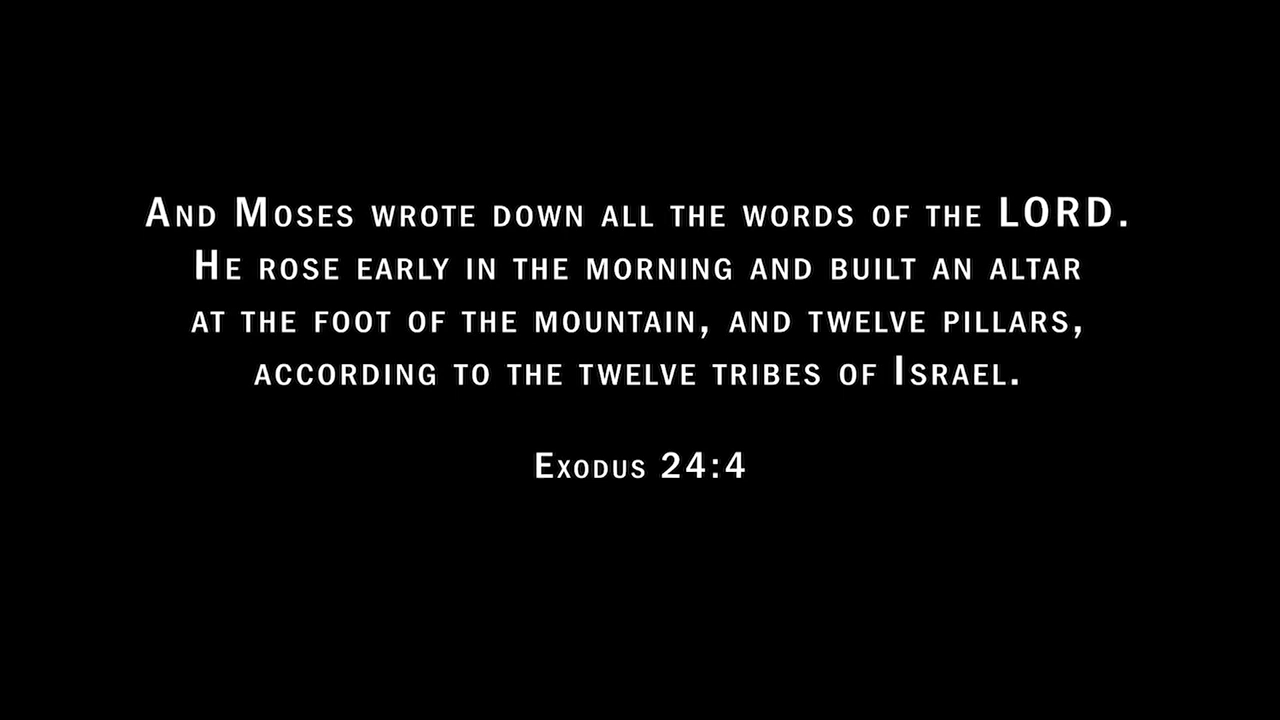 And Moses wrote down all the words of the LORD.
He rose early in the morning and built an altar
at the foot of the mountain, and twelve pillars,
according to the twelve tribes of Israel.
Exodus 24:4